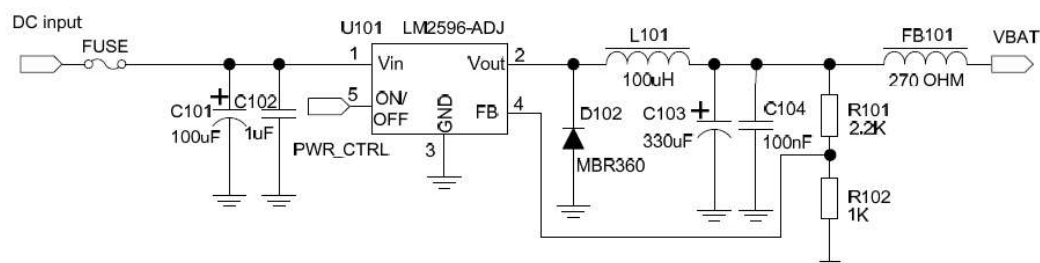 DC input
FUSE
U101 LM2596-ADJ
L101
FB101
VBAT
1
Vin
Vout
2
100uH
270 OHM
C101
100uF
C102
1uF
5
ON/
OFF
GND
FB
4
PWR_CTRL
3
D102
MBR360
C103
330uF
C104
100nF
R101
2.2K
R102
1K